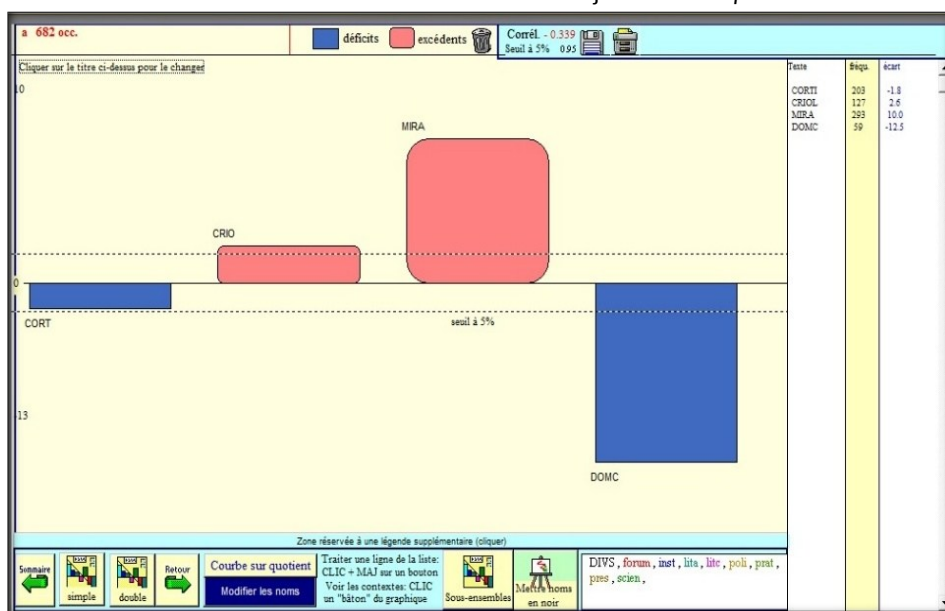 a 682 occ.
déficits
excédents
Corrél. - 0.339
Seuil à 5% 0.95
Cliquer sur le titre ci-dessus pour le changer
Texte fréqu. écart
CORTI 203 -1.8
CRIOL 127 2.6
MIRA 293 10.0
DOMC 59 -12.5
10
MIRA
CRIO
0
CORT
seuil à 5%
-13
DOMC
Zone réservée à une légende supplémentaire (cliquer)
Sommaire
simple
double
Retour
Courbe sur quotient
Modifier les noms
Traiter une ligne de la liste:
CLIC + MAJ sur un bouton
Voir les contextes: CLIC
un "bâton" du graphique
Sous-ensembles
Mettre noms
en noir
DIVS , forum , inst , lita , litc , poli , prat ,
pres , scien ,